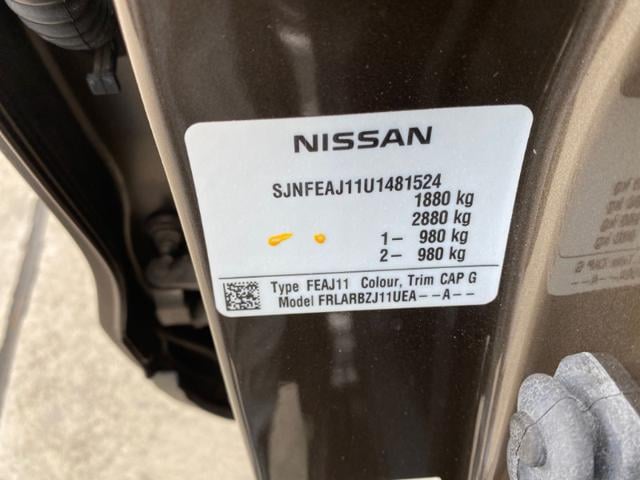 NISSAN
SJNFEAJ11U1481524
1880 kg
2880 kg
1- 980 kg
2- 980 kg
Type FEAJ11 Colour, Trim CAP G
Model FRLARBZJ11UEA--A--